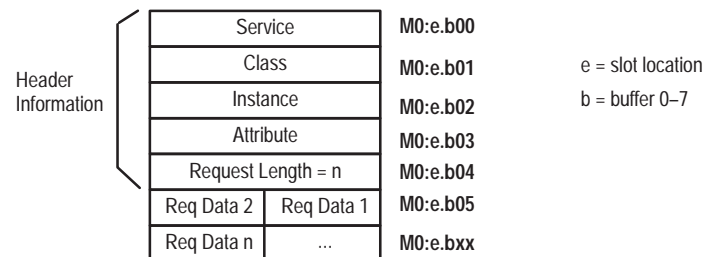 Service M0:e.b00
Class M0:e.b01 e = slot location
Header
Information
Instance M0:e.b02 b = buffer 0–7
Attribute M0:e.b03
Request Length = n M0:e.b04
Req Data 2 Req Data 1 M0:e.b05
Req Data n ... M0:e.bxx